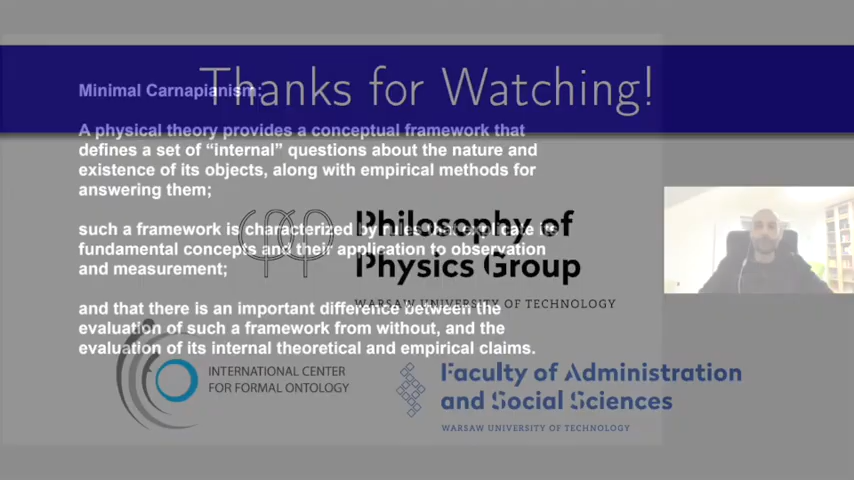 Thanks for Watching!
Minimal Carnapianism:
A physical theory provides a conceptual framework that
defines a set of “internal” questions about the nature and
existence of its objects, along with empirical methods for
answering them;
such a framework is characterized by rules that explicate its
fundamental concepts and their application to observation
and measurement;
and that there is an important difference between the
evaluation of such a framework from without, and the
evaluation of its internal theoretical and empirical claims.
Philosophy of
Physics Group
WARSAW UNIVERSITY OF TECHNOLOGY
INTERNATIONAL CENTER
FOR FORMAL ONTOLOGY
Faculty of Administration
and Social Sciences
WARSAW UNIVERSITY OF TECHNOLOGY